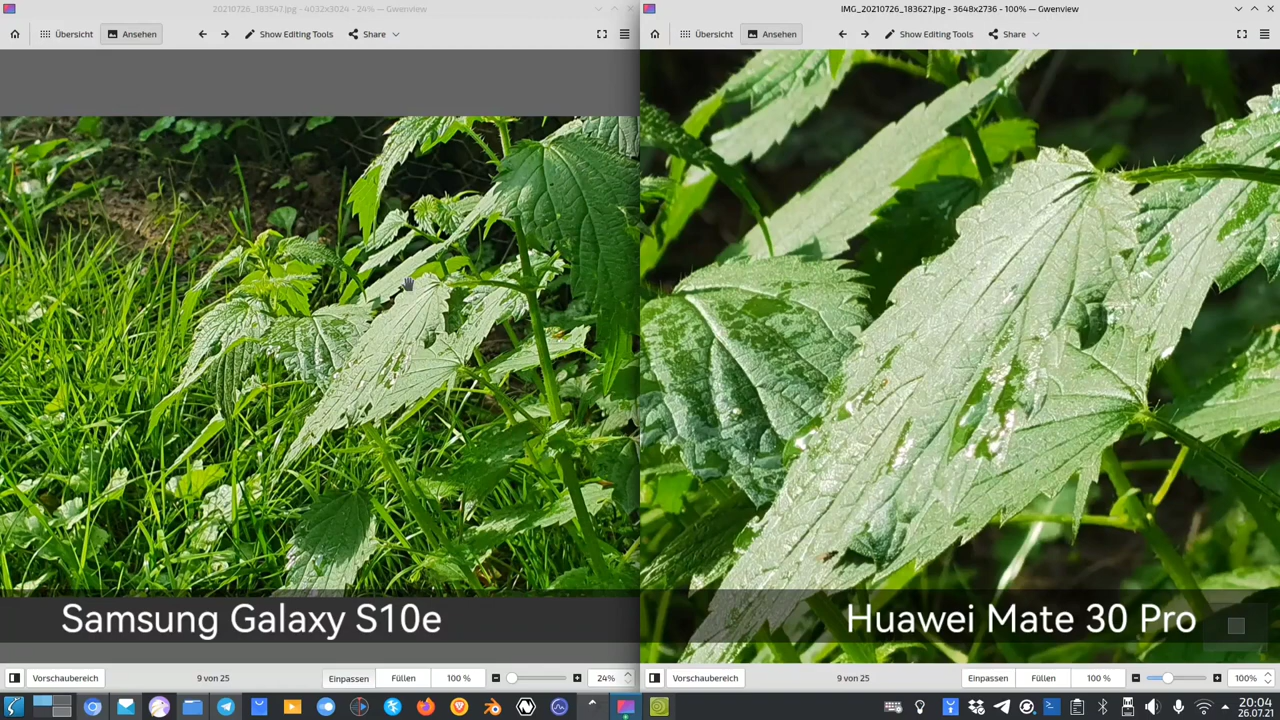 20210726_183547.jpg - 4032x3024 - 24% — Gwenview
Übersicht
Ansehen
Show Editing Tools
Share
Samsung Galaxy S10e
Vorschaubereich
9 von 25
Einpassen
Füllen
100 %
24%
IMG_20210726_183627.jpg - 3648x2736 - 100% — Gwenview
Übersicht
Ansehen
Show Editing Tools
Share
Huawei Mate 30 Pro
Vorschaubereich
9 von 25
Einpassen
Füllen
100 %
100%
20:04
26.07.21